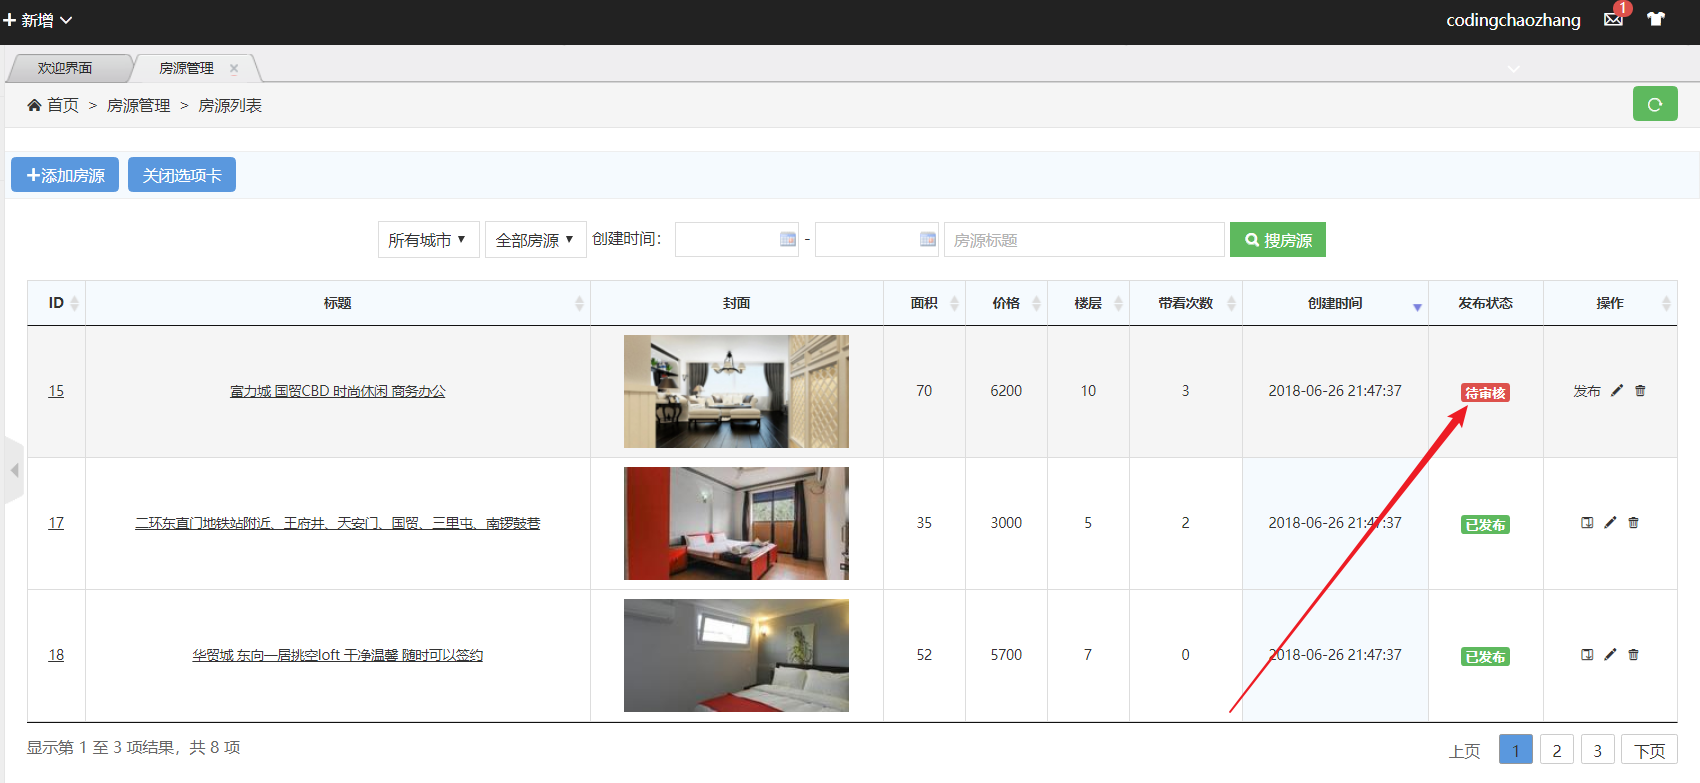 新增
codingchaozhang
1
欢迎界面
房源管理
首页 > 房源管理 > 房源列表
添加房源
关闭选项卡
所有城市
全部房源
创建时间：
-
房源标题
搜房源
ID 标题 封面 面积 价格 楼层 带看次数 创建时间 发布状态 操作
15 富力城 国贸CBD 时尚休闲 商务办公 70 6200 10 3 2018-06-26 21:47:37 待审核 发布
17 二环东直门地铁站附近、王府井、天安门、国贸、三里屯、南锣鼓巷 35 3000 5 2 2018-06-26 21:47:37 已发布
18 华贸城 东向一居挑空loft 干净温馨 随时可以签约 52 5700 7 0 2018-06-26 21:47:37 已发布
显示第 1 至 3 项结果，共 8 项
上页 1 2 3 下页